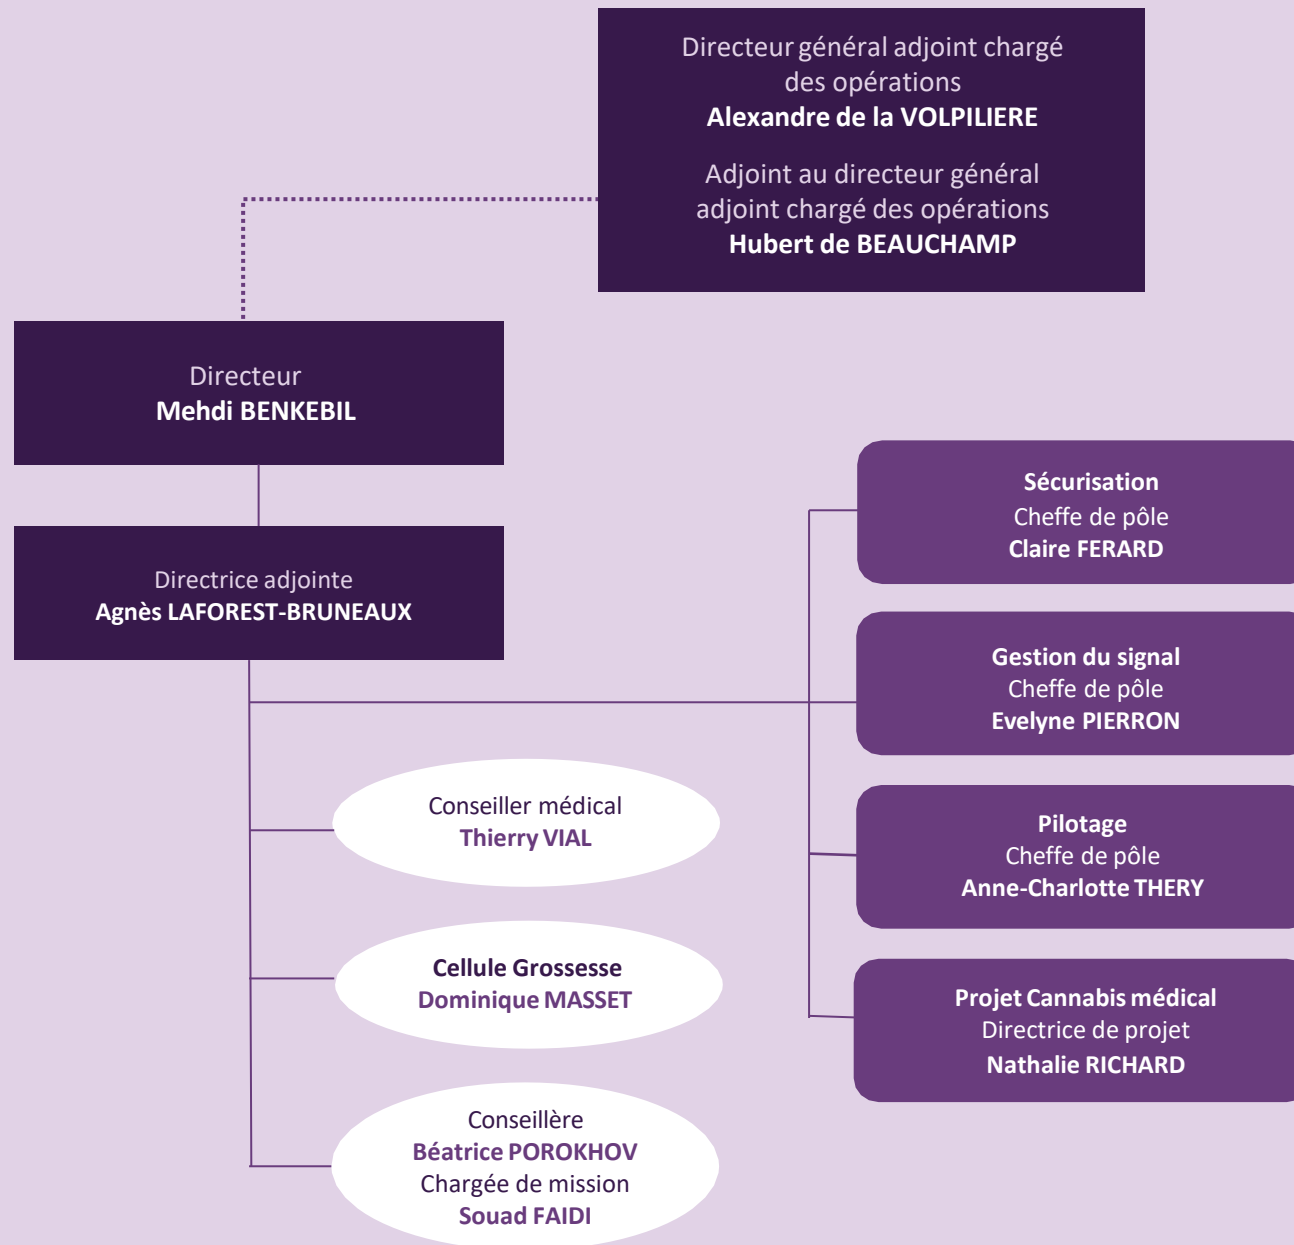 Directeur général adjoint chargé
des opérations
Alexandre de la VOLPILIERE
Adjoint au directeur général
adjoint chargé des opérations
Hubert de BEAUCHAMP
Directeur
Mehdi BENKEBIL
Directrice adjointe
Agnès LAFOREST-BRUNEAUX
Sécurisation
Cheffe de pôle
Claire FERARD
Gestion du signal
Cheffe de pôle
Evelyne PIERRON
Pilotage
Cheffe de pôle
Anne-Charlotte THERY
Projet Cannabis médical
Directrice de projet
Nathalie RICHARD
Conseiller médical
Thierry VIAL
Cellule Grossesse
Dominique MASSET
Conseillère
Béatrice POROKHOV
Chargée de mission
Souad FAIDI